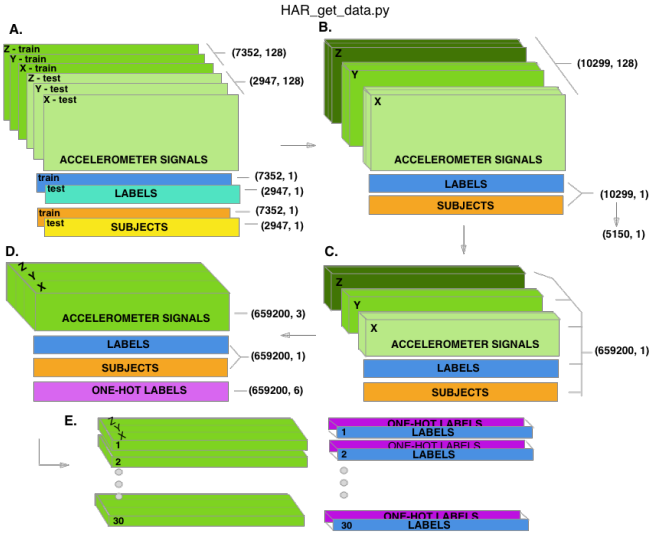 HAR_get_data.py
A.
Z - train
Y - train
X - train
Z - test
Y - test
X - test
ACCELEROMETER SIGNALS
(7352, 128)
(2947, 128)
train
test
LABELS
(7352, 1)
(2947, 1)
train
test
SUBJECTS
(7352, 1)
(2947, 1)
B.
Z
Y
X
ACCELEROMETER SIGNALS
(10299, 128)
LABELS
SUBJECTS
(10299, 1)
(5150, 1)
D.
Z Y X
ACCELEROMETER SIGNALS
(659200, 3)
LABELS
SUBJECTS
(659200, 1)
ONE-HOT LABELS
(659200, 6)
C.
Z
Y
X
ACCELEROMETER SIGNALS
LABELS
SUBJECTS
(659200, 1)
E.
Z Y X
1
2
30
ONE-HOT LABELS
1 LABELS
ONE-HOT LABELS
2 LABELS
ONE-HOT LABELS
30 LABELS